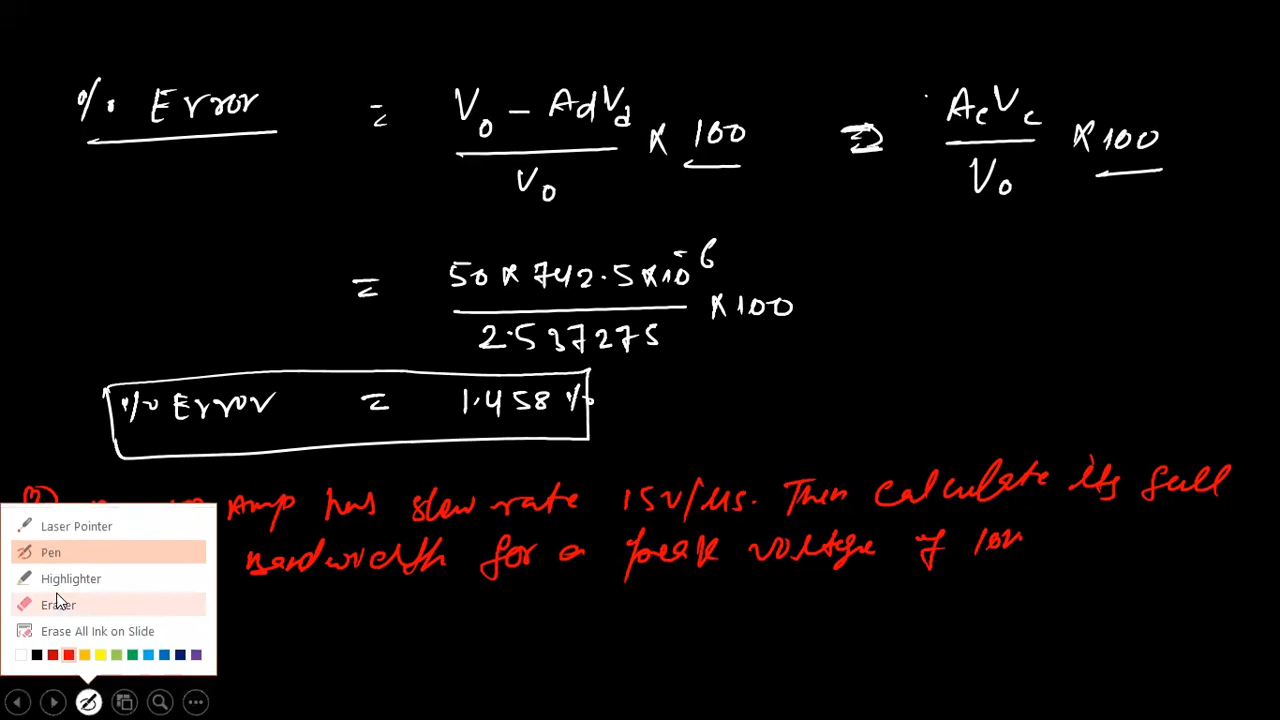 % Error = V₀ - AdVd / V₀ × 100 ⇒ AcVc / V₀ × 100
= 50 × 742.5 × 10⁻⁶ / 2.537275 × 100
% Error = 1.458 %
Amp has slew rate 15V/μs. Then calculate its full
Bandwidth for a peak voltage of 10V
Laser Pointer
Pen
Highlighter
Eraser
Erase All Ink on Slide